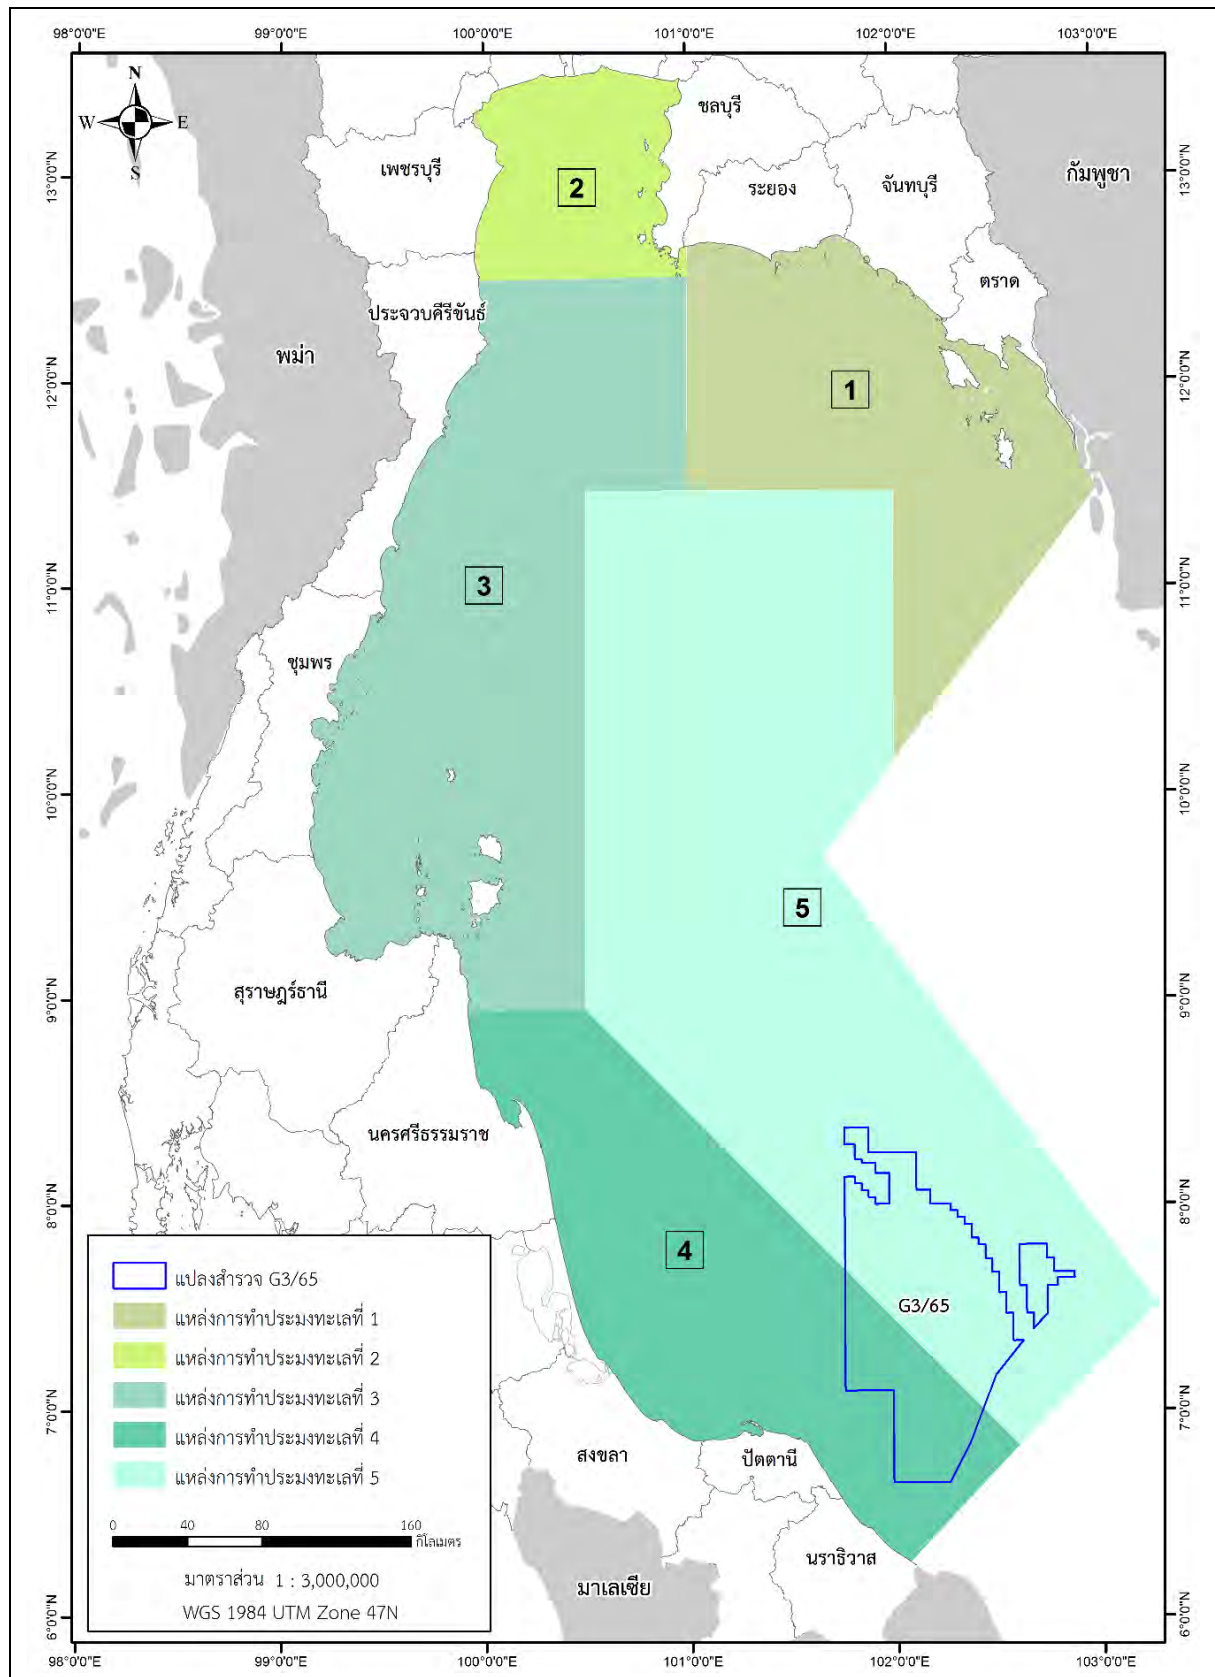 98°0'0"E 99°0'0"E 100°0'0"E 101°0'0"E 102°0'0"E 103°0'0"E
N
W E
S
ชลบุรี
เพชรบุรี
ระยอง
จันทบุรี
กัมพูชา
13°0'0"N 13°0'0"N
2
ตราด
ประจวบคีรีขันธ์
พม่า
12°0'0"N 12°0'0"N
1
3
11°0'0"N 11°0'0"N
ชุมพร
10°0'0"N 10°0'0"N
5
สุราษฎร์ธานี
9°0'0"N 9°0'0"N
นครศรีธรรมราช
8°0'0"N 8°0'0"N
4
G3/65
7°0'0"N 7°0'0"N
สงขลา
ปัตตานี
นราธิวาส
มาเลเซีย
6°0'0"N 6°0'0"N
แปลงสำรวจ G3/65
แหล่งการทำประมงทะเลที่ 1
แหล่งการทำประมงทะเลที่ 2
แหล่งการทำประมงทะเลที่ 3
แหล่งการทำประมงทะเลที่ 4
แหล่งการทำประมงทะเลที่ 5
0 40 80 160
กิโลเมตร
มาตราส่วน 1 : 3,000,000
WGS 1984 UTM Zone 47N
98°0'0"E 99°0'0"E 100°0'0"E 101°0'0"E 102°0'0"E 103°0'0"E